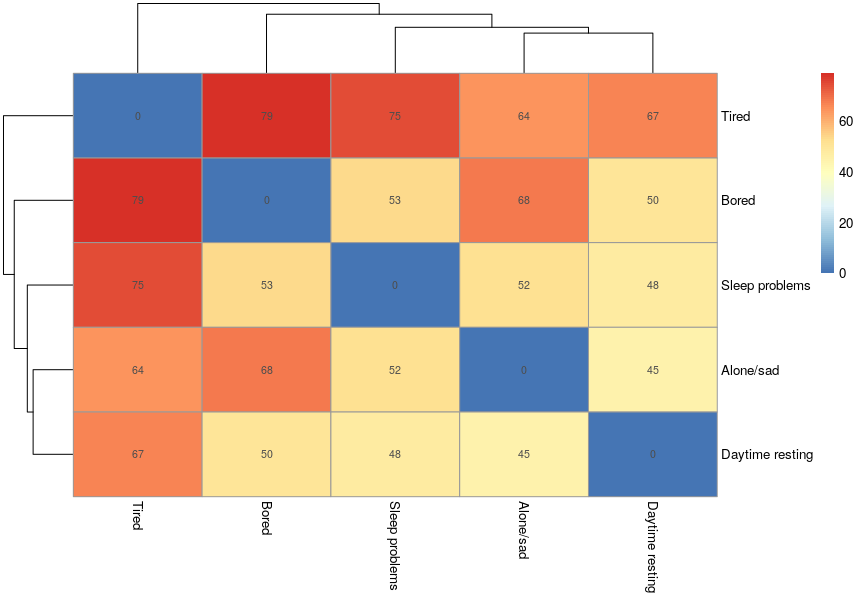 0 79 75 64 67 Tired
79 0 53 68 50 Bored
75 53 0 52 48 Sleep problems
64 68 52 0 45 Alone/sad
67 50 48 45 0 Daytime resting
Tired
Bored
Sleep problems
Alone/sad
Daytime resting
60
40
20
0